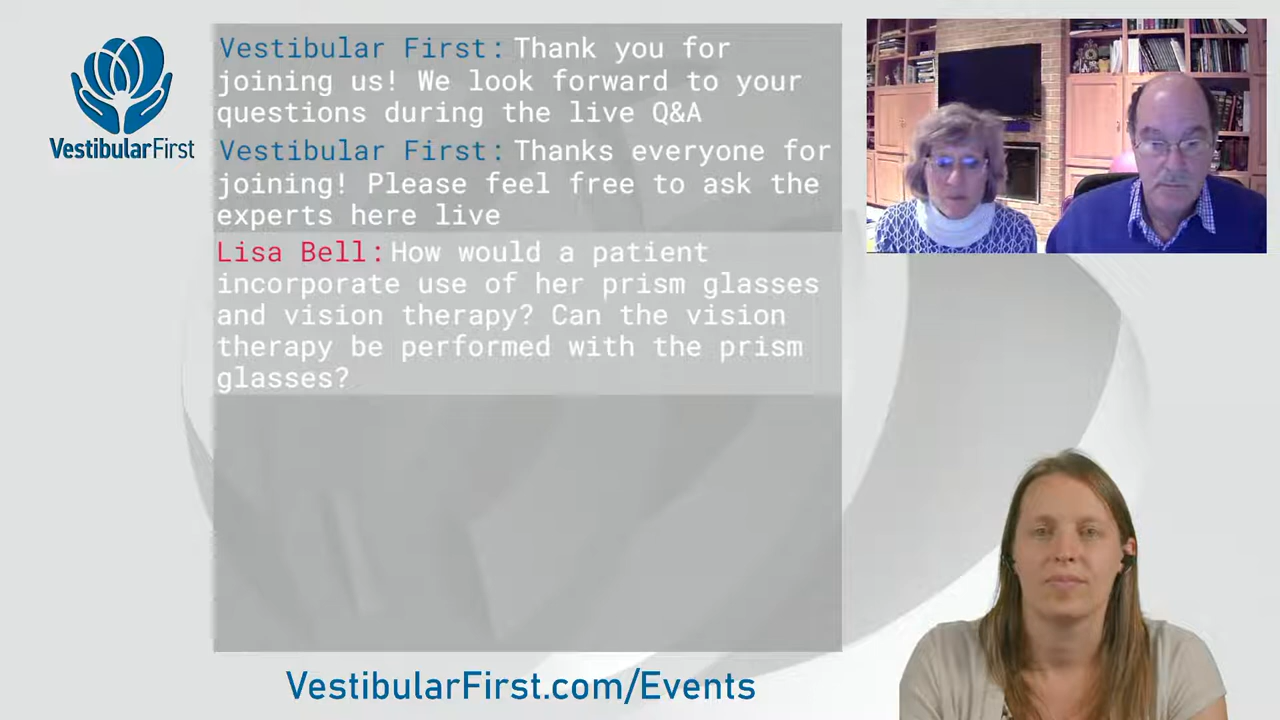 VestibularFirst
Vestibular First: Thank you for
joining us! We look forward to your
questions during the live Q&A
Vestibular First: Thanks everyone for
joining! Please feel free to ask the
experts here live
Lisa Bell: How would a patient
incorporate use of her prism glasses
and vision therapy? Can the vision
therapy be performed with the prism
glasses?
VestibularFirst.com/Events